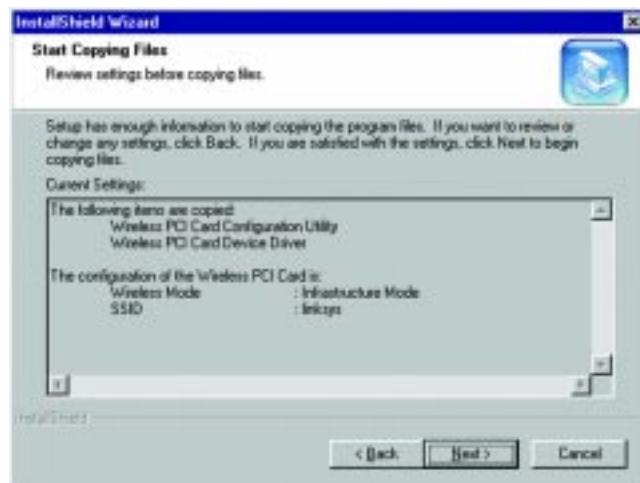 InstallShield Wizard
Start Copying Files
Review settings before copying files.
Setup has enough information to start copying the program files. If you want to review or
change any settings, click Back. If you are satisfied with the settings, click Next to begin
copying files.
Current Settings:
The following items are copied:
Wireless PCI Card Configuration Utility
Wireless PCI Card Device Driver
The configuration of the Wireless PCI Card is:
Wireless Mode : Infrastructure Mode
SSID : linksys
InstallShield
< Back Next > Cancel